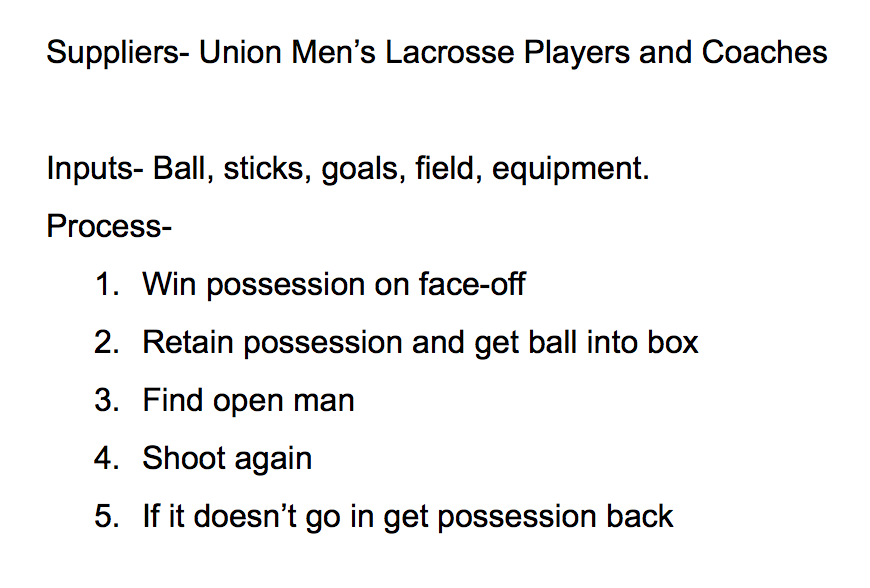 Suppliers- Union Men’s Lacrosse Players and Coaches
Inputs- Ball, sticks, goals, field, equipment.
Process-
1. Win possession on face-off
2. Retain possession and get ball into box
3. Find open man
4. Shoot again
5. If it doesn’t go in get possession back